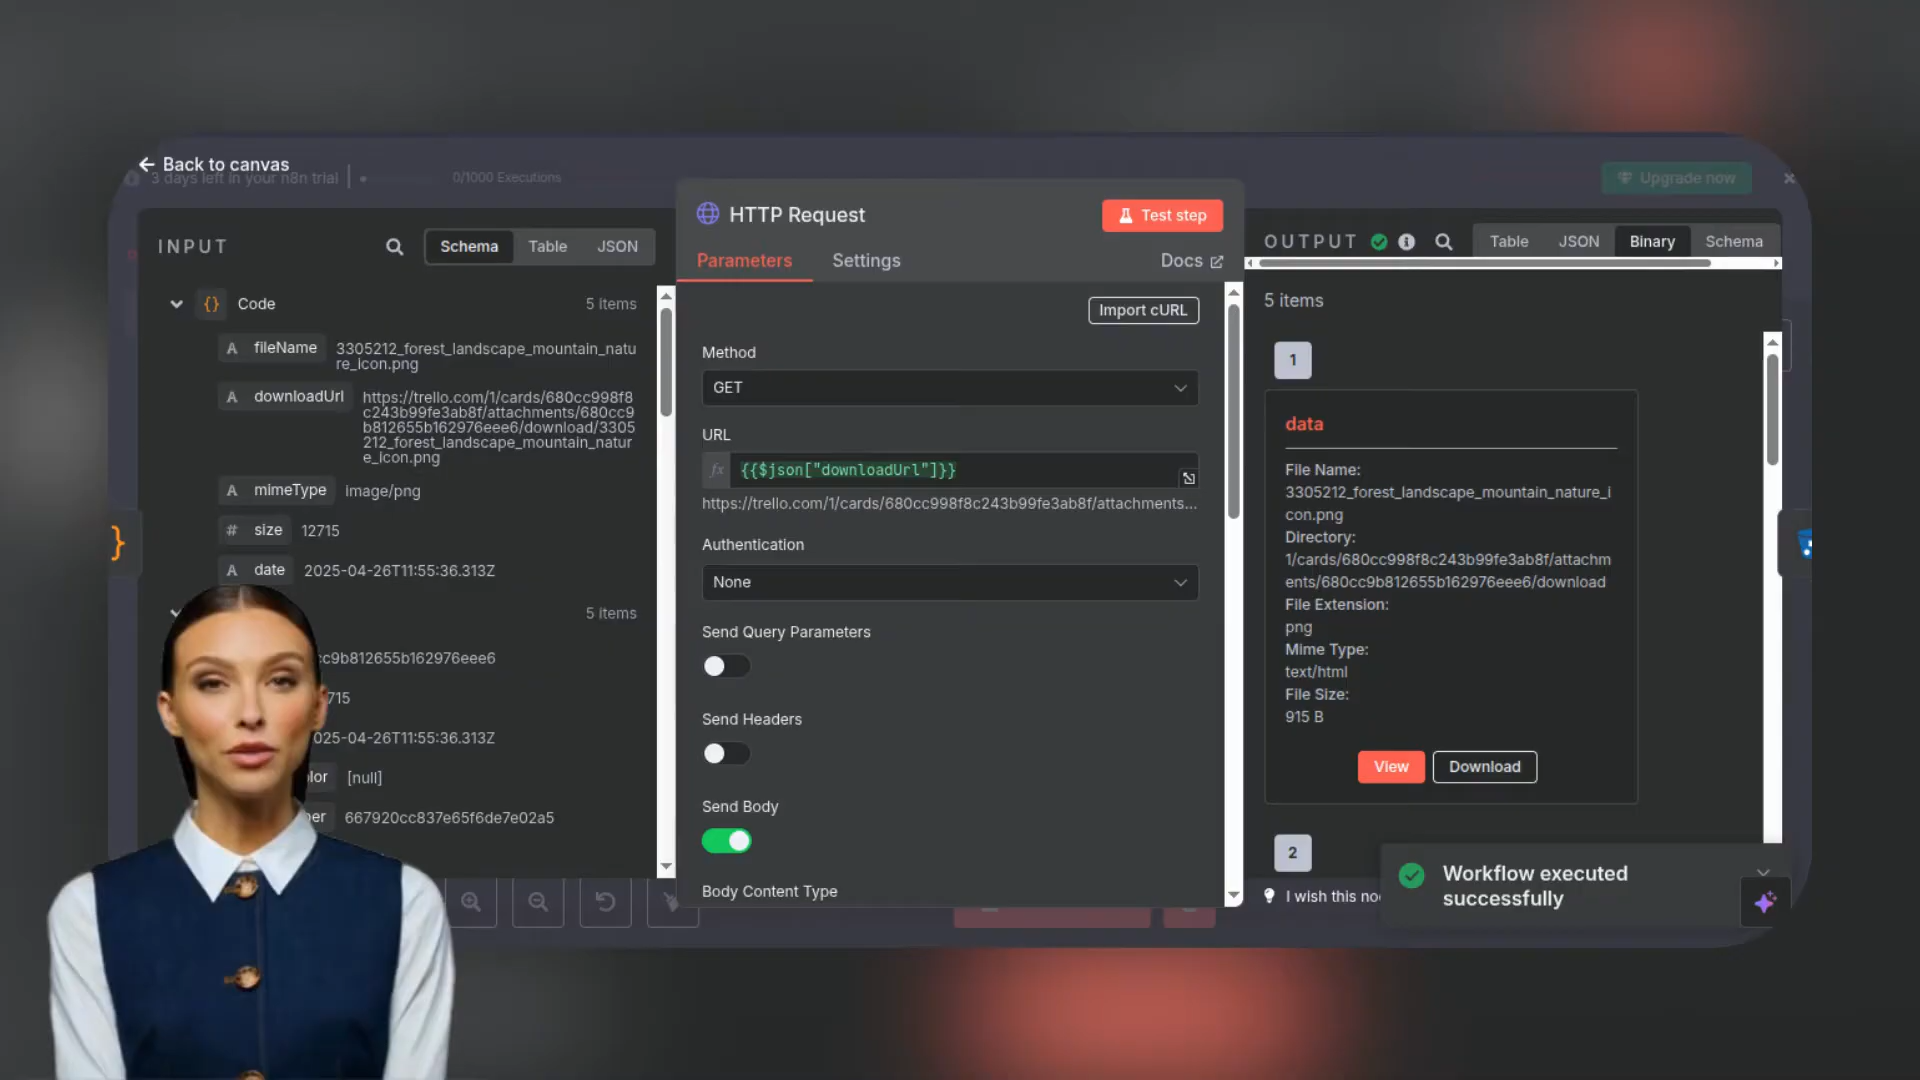 Back to canvas
3 days left in your n8n trial
0/1000 Executions
Upgrade now
INPUT
Schema
Table
JSON
Code
5 items
fileName
3305212_forest_landscape_mountain_natu
re_icon.png
downloadUrl
https://trello.com/1/cards/680cc998f8
c243b99fe3ab8f/attachments/680cc9
b812655b162976eee6/download/3305
212_forest_landscape_mountain_natur
e_icon.png
mimeType
image/png
size
12715
date
2025-04-26T11:55:36.313Z
5 items
cc9b812655b162976eee6
715
025-04-26T11:55:36.313Z
lor
[null]
ber
667920cc837e65f6de7e02a5
HTTP Request
Test step
Parameters
Settings
Docs
Import cURL
Method
GET
URL
fx
{{$json["downloadUrl"]}}
https://trello.com/1/cards/680cc998f8c243b99fe3ab8f/attachments...
Authentication
None
Send Query Parameters
Send Headers
Send Body
Body Content Type
OUTPUT
Table
JSON
Binary
Schema
5 items
1
data
File Name:
3305212_forest_landscape_mountain_nature_i
con.png
Directory:
1/cards/680cc998f8c243b99fe3ab8f/attachm
ents/680cc9b812655b162976eee6/download
File Extension:
png
Mime Type:
text/html
File Size:
915 B
View
Download
2
I wish this no
Workflow executed
successfully